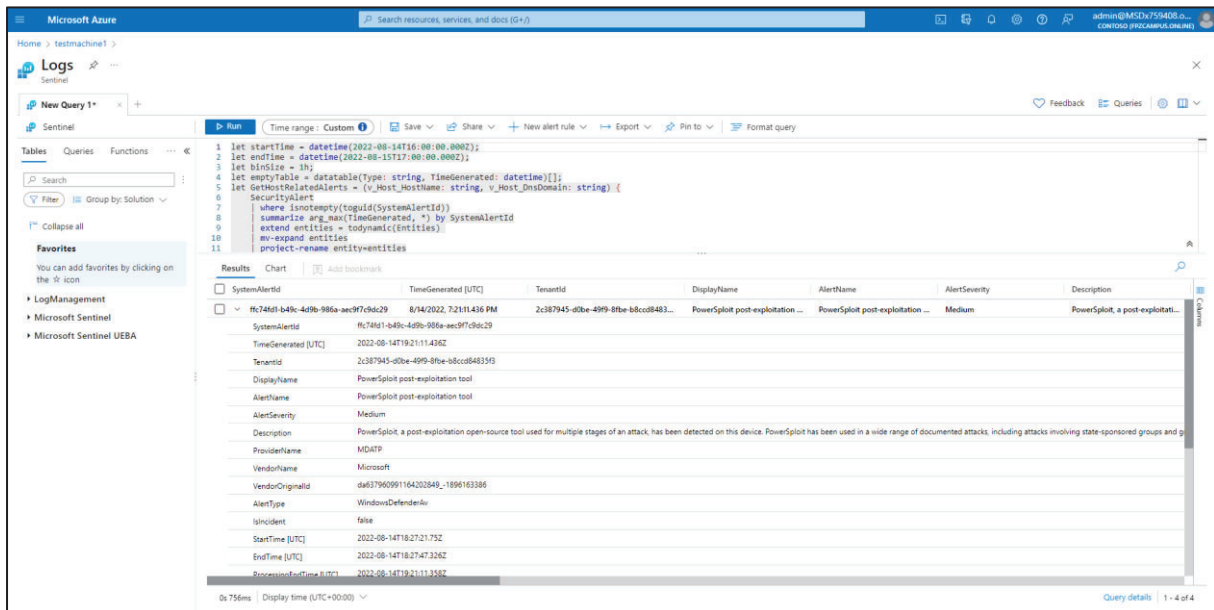 Microsoft Azure
Search resources, services, and docs (G+/)
admin@MSDx759408.o...
CONTOSO (FPZCAMPUS.ONLINE)
Home > testmachine1 >
Logs
Sentinel
New Query 1*
Feedback
Queries
Sentinel
Run
Time range : Custom
Save
Share
New alert rule
Export
Pin to
Format query
Tables Queries Functions ... «
Search
Filter
Group by: Solution
Collapse all
Favorites
You can add favorites by clicking on
the ☆ icon
LogManagement
Microsoft Sentinel
Microsoft Sentinel UEBA
1 let startTime = datetime(2022-08-14T16:00:00.000Z);
2 let endTime = datetime(2022-08-15T17:00:00.000Z);
3 let binSize = 1h;
4 let emptyTable = datatable(Type: string, TimeGenerated: datetime)[];
5 let GetHostRelatedAlerts = (v_Host_HostName: string, v_Host_DnsDomain: string) {
6 SecurityAlert
7 | where isnotempty(toguid(SystemAlertId))
8 | summarize arg_max(TimeGenerated, *) by SystemAlertId
9 | extend entities = todynamic(Entities)
10 | mv-expand entities
11 | project-rename entity=entities
Results Chart Add bookmark
SystemAlertId TimeGenerated [UTC] TenantId DisplayName AlertName AlertSeverity Description
ffc74fd1-b49c-4d9b-986a-aec9f7c9dc29 8/14/2022, 7:21:11.436 PM 2c387945-d0be-49f9-8fbe-b8ccd8483... PowerSploit post-exploitation ... PowerSploit post-exploitation ... Medium PowerSploit, a post-exploitati...
SystemAlertId ffc74fd1-b49c-4d9b-986a-aec9f7c9dc29
TimeGenerated [UTC] 2022-08-14T19:21:11.436Z
TenantId 2c387945-d0be-49f9-8fbe-b8ccd84835f3
DisplayName PowerSploit post-exploitation tool
AlertName PowerSploit post-exploitation tool
AlertSeverity Medium
Description PowerSploit, a post-exploitation open-source tool used for multiple stages of an attack, has been detected on this device. PowerSploit has been used in a wide range of documented attacks, including attacks involving state-sponsored groups and g
ProviderName MDATP
VendorName Microsoft
VendorOriginalId da637960991164202849_-1896163386
AlertType WindowsDefenderAv
IsIncident false
StartTime [UTC] 2022-08-14T18:27:21.75Z
EndTime [UTC] 2022-08-14T18:27:47.326Z
ProcessingEndTime [UTC] 2022-08-14T19:21:11.358Z
Columns
0s 756ms Display time (UTC+00:00)
Query details 1 - 4 of 4